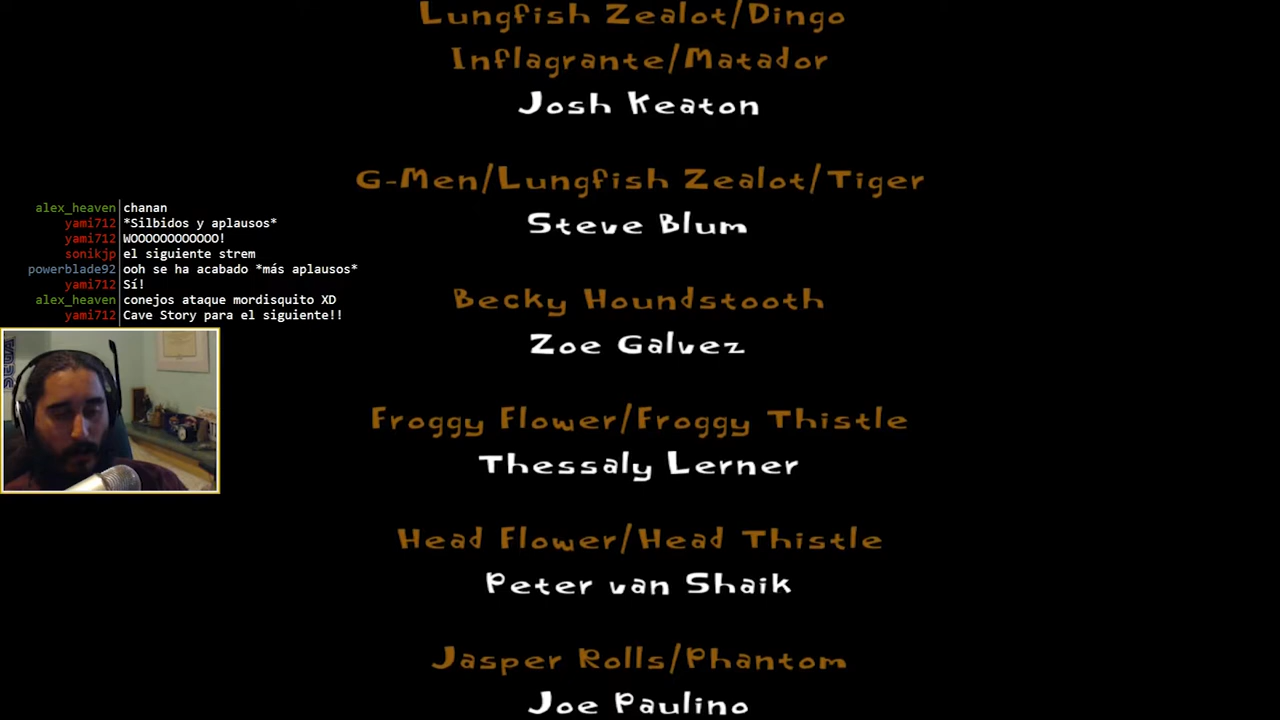 Lungfish Zealot/Dingo
Inflagrante/Matador
Josh Keaton
G-Men/Lungfish Zealot/Tiger
Steve Blum
Becky Houndstooth
Zoe Galvez
Froggy Flower/Froggy Thistle
Thessaly Lerner
Head Flower/Head Thistle
Peter van Shaik
Jasper Rolls/Phantom
Joe Paulino
alex_heaven chanan
yami712 *Silbidos y aplausos*
yami712 WOOOOOOOOOOOO!
sonikjp el siguiente strem
powerblade92 ooh se ha acabado *más aplausos*
yami712 Sí!
alex_heaven conejos ataque mordisquito XD
yami712 Cave Story para el siguiente!!
SEGA